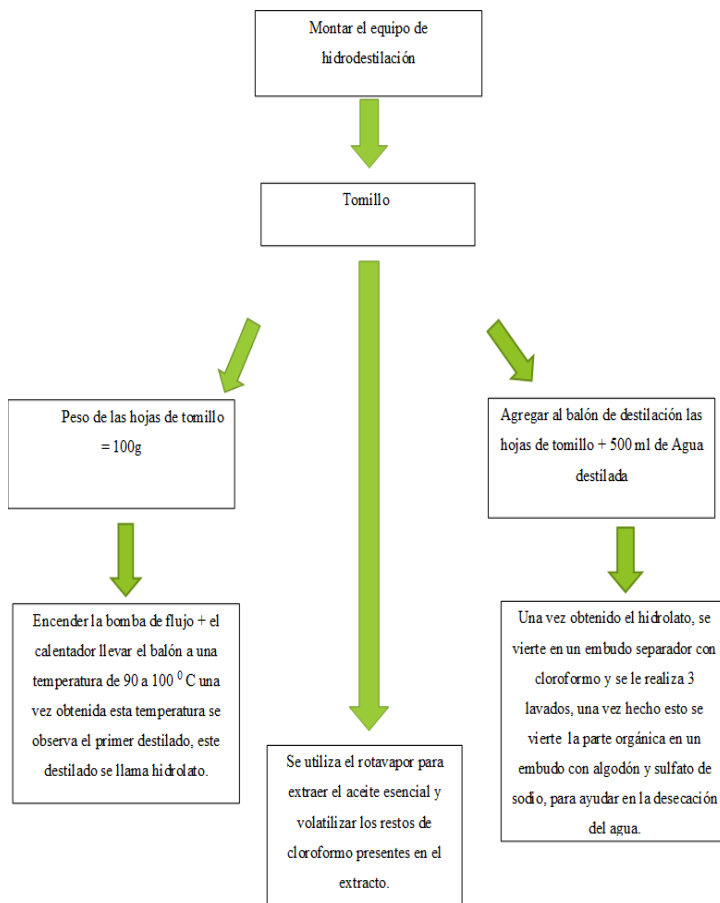 Montar el equipo de
hidrodestilación
Tomillo
Peso de las hojas de tomillo
= 100g
Agregar al balón de destilación las
hojas de tomillo + 500 ml de Agua
destilada
Encender la bomba de flujo + el
calentador llevar el balón a una
temperatura de 90 a 100 ⁰ C una
vez obtenida esta temperatura se
observa el primer destilado, este
destilado se llama hidrolato.
Una vez obtenido el hidrolato, se
vierte en un embudo separador con
cloroformo y se le realiza 3
lavados, una vez hecho esto se
vierte la parte orgánica en un
embudo con algodón y sulfato de
sodio, para ayudar en la desecación
del agua.
Se utiliza el rotavapor para
extraer el aceite esencial y
volatilizar los restos de
cloroformo presentes en el
extracto.